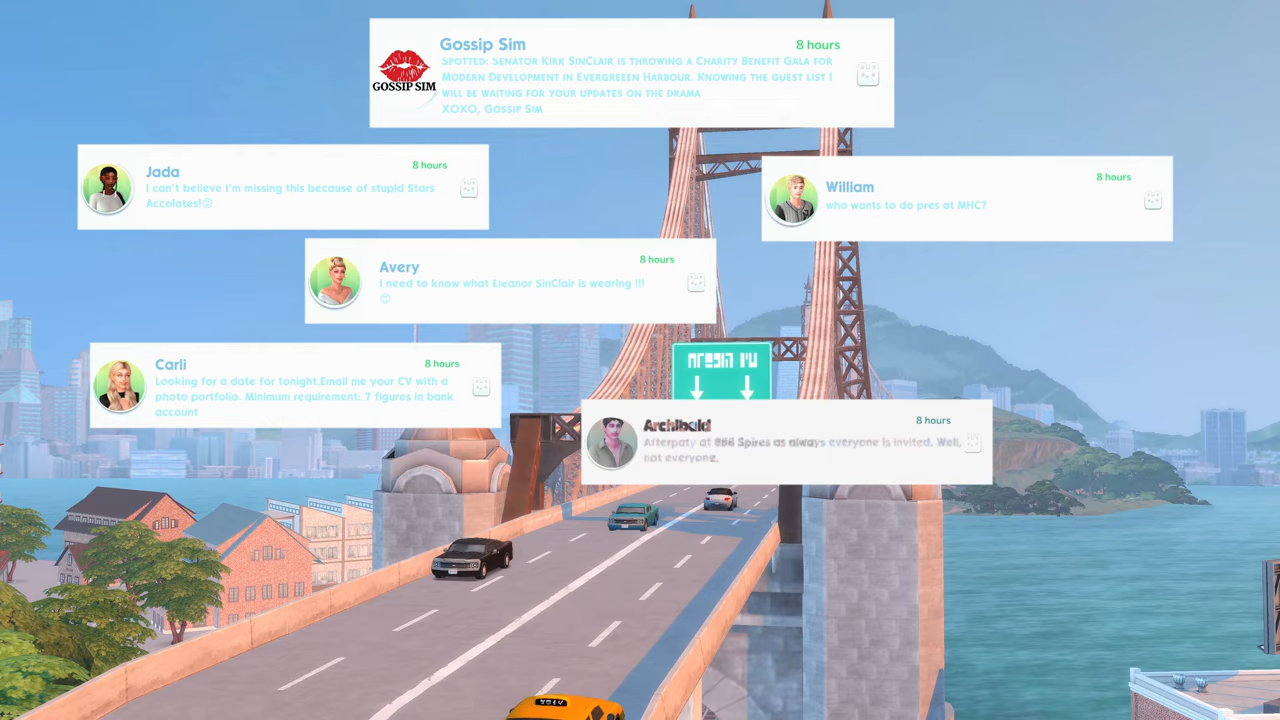 Gossip Sim
8 hours
GOSSIP SIM
SPOTTED: SENATOR KIRK SINCLAIR IS THROWING A CHARITY BENEFIT GALA FOR
MODERN DEVELOPMENT IN EVERGREEEN HARBOUR. KNOWING THE GUEST LIST I
WILL BE WAITING FOR YOUR UPDATES ON THE DRAMA
XOXO, GOSSIP SIM
Jada
8 hours
I can't believe I'm missing this because of stupid Stars
Accolates!
William
8 hours
who wants to do pres at MHC?
Avery
8 hours
I need to know what Eleanor SinClair is wearing !!!
Carli
8 hours
Looking for a date for tonight.Email me your CV with a
photo portfolio. Minimum requirement: 7 figures in bank
account
Archibald
8 hours
Afterpaty at 888 Spires as always everyone is invited. Well,
not everyone.